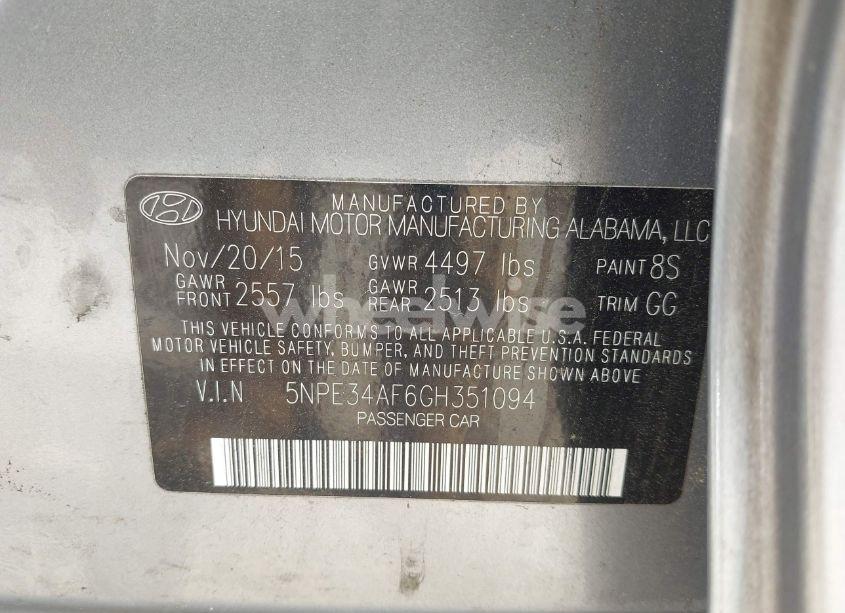 MANUFACTURED BY
HYUNDAI MOTOR MANUFACTURING ALABAMA, LLC
Nov/20/15 GVWR 4497 lbs PAINT 8S
GAWR FRONT 2557 lbs GAWR REAR 2513 lbs TRIM GG
wheelwise
THIS VEHICLE CONFORMS TO ALL APPLICABLE U.S.A. FEDERAL
MOTOR VEHICLE SAFETY, BUMPER, AND THEFT PREVENTION STANDARDS
IN EFFECT ON THE DATE OF MANUFACTURE SHOWN ABOVE.
V.I.N 5NPE34AF6GH351094
PASSENGER CAR